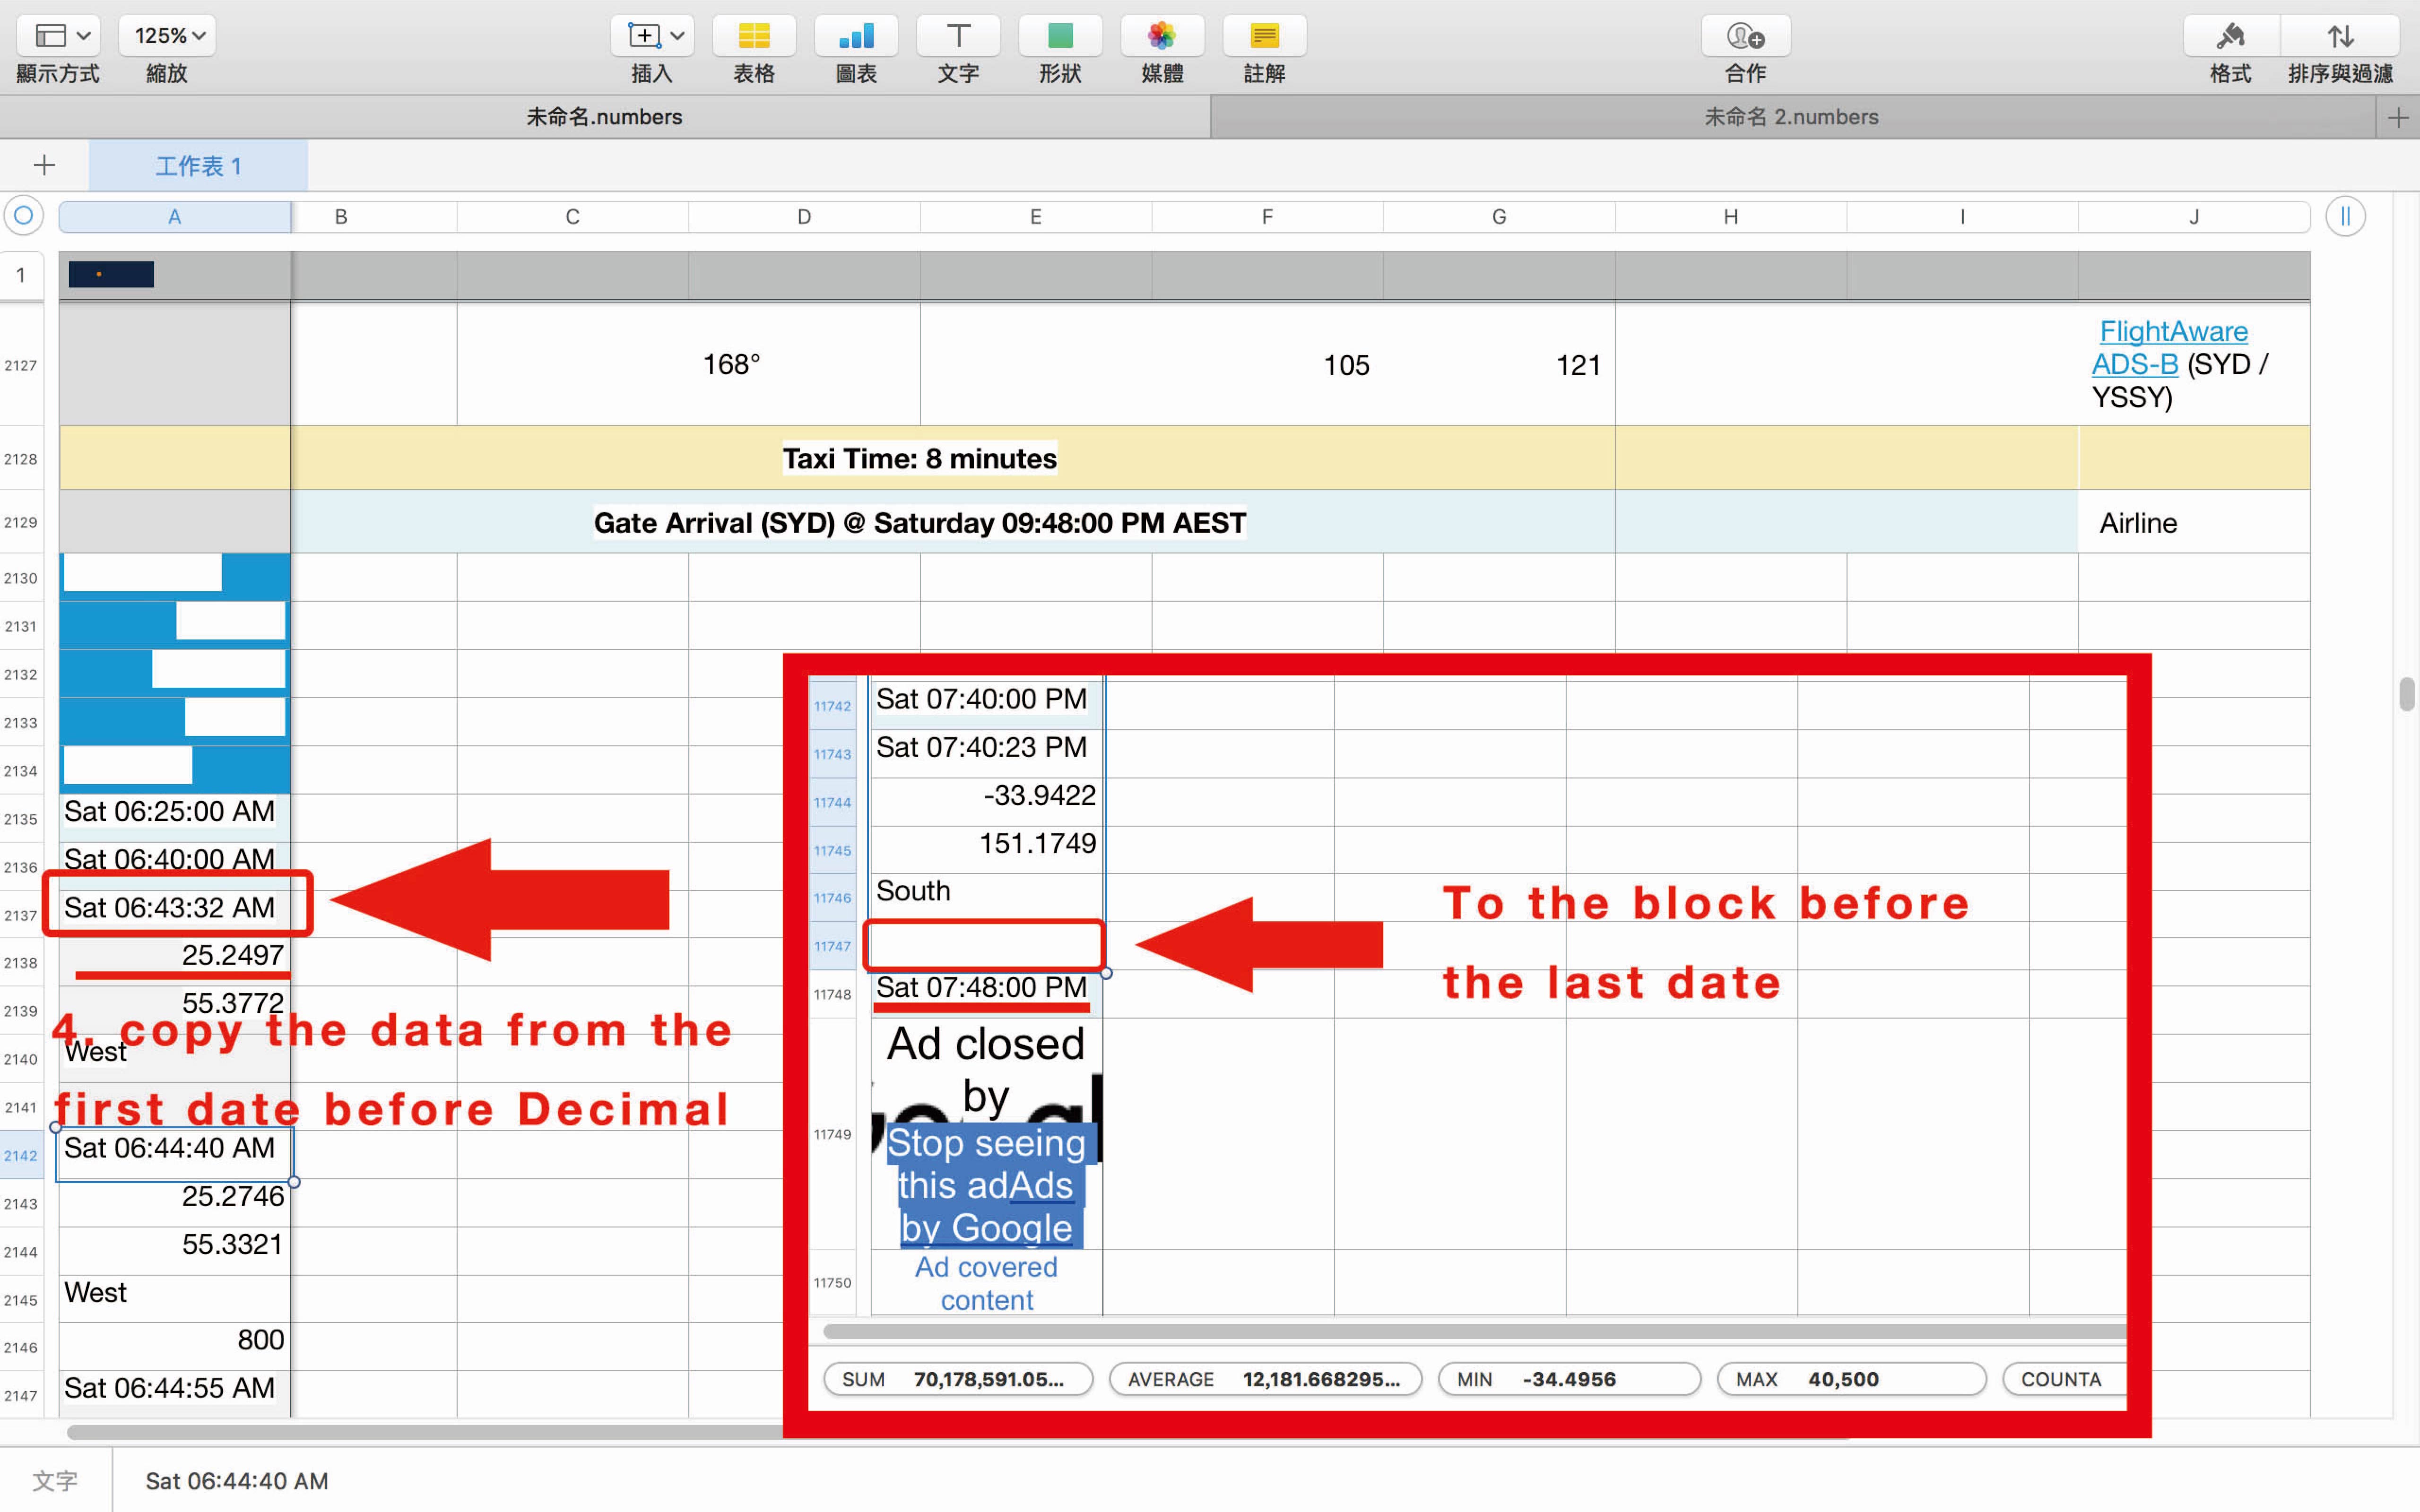 125%
顯示方式
縮放
插入
表格
圖表
文字
形狀
媒體
註解
合作
格式
排序與過濾
未命名.numbers
未命名 2.numbers
工作表 1
A B C D E F G H I J
1
2127 168° 105 121
FlightAware
ADS-B (SYD /
YSSY)
2128 Taxi Time: 8 minutes
2129 Gate Arrival (SYD) @ Saturday 09:48:00 PM AEST Airline
2130
2131
2132
2133
2134
2135 Sat 06:25:00 AM
2136 Sat 06:40:00 AM
2137 Sat 06:43:32 AM
2138 25.2497
2139 55.3772
4. copy the data from the
2140 West
2141 first date before Decimal
2142 Sat 06:44:40 AM
2143 25.2746
2144 55.3321
2145 West
2146 800
2147 Sat 06:44:55 AM
11742 Sat 07:40:00 PM
11743 Sat 07:40:23 PM
11744 -33.9422
11745 151.1749
11746 South
11747
To the block before
the last date
11748 Sat 07:48:00 PM
Ad closed
by
11749
Stop seeing
this adAds
by Google
11750 Ad covered
content
SUM 70,178,591.05... AVERAGE 12,181.668295... MIN -34.4956 MAX 40,500 COUNTA
文字 Sat 06:44:40 AM